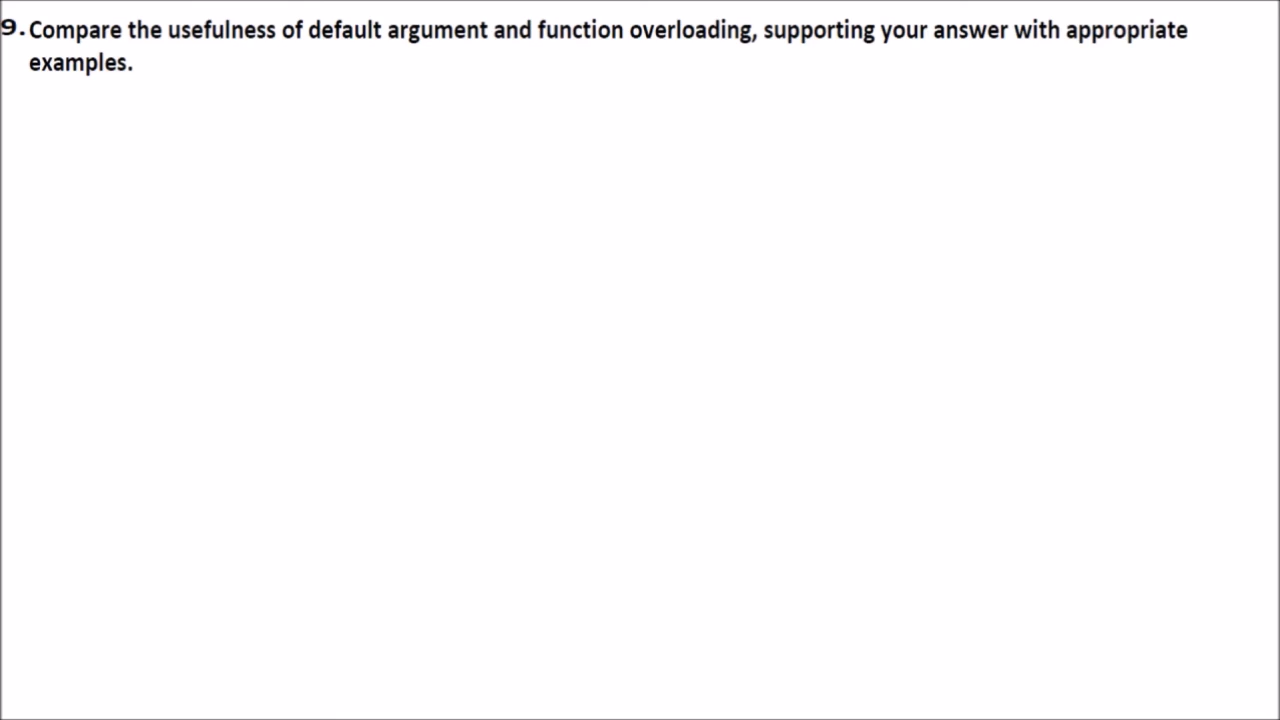 9. Compare the usefulness of default argument and function overloading, supporting your answer with appropriate
examples.